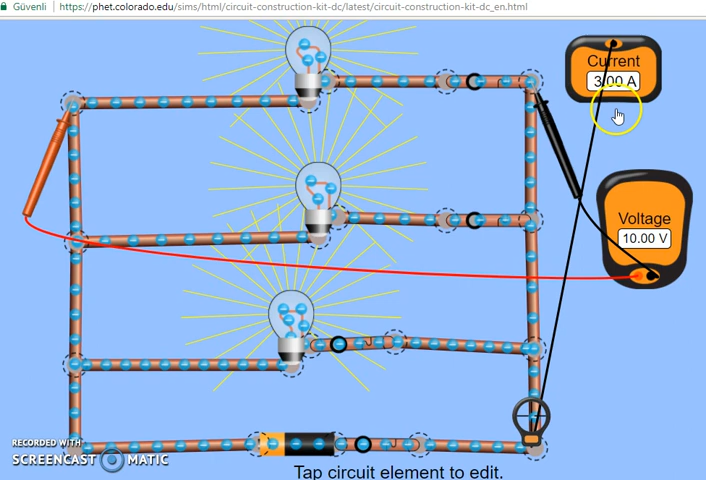 Güvenli
https://phet.colorado.edu/sims/html/circuit-construction-kit-dc/latest/circuit-construction-kit-dc_en.html
Current
3.00 A
Voltage
10.00 V
RECORDED WITH
SCREENCAST MATIC
Tap circuit element to edit.